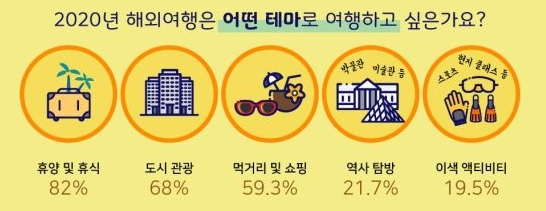 2020년 해외여행은 어떤 테마로 여행하고 싶은가요?
박물관
미술관 등
스포츠
현지 클래스 등
휴양 및 휴식
82%
도시 관광
68%
먹거리 및 쇼핑
59.3%
역사 탐방
21.7%
이색 액티비티
19.5%